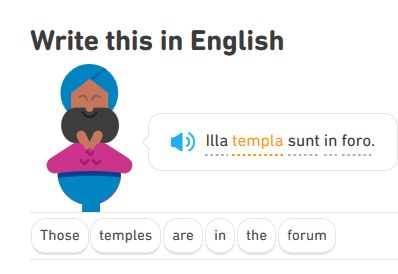 Write this in English
Illa templa sunt in foro.
Those temples are in the forum